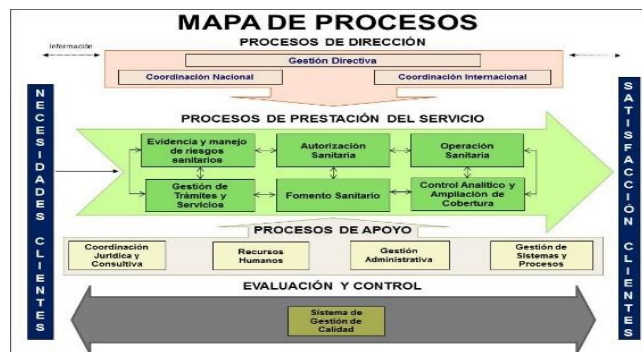 MAPA DE PROCESOS
PROCESOS DE DIRECCIÓN
Información
Gestión Directiva
Coordinación Nacional
Coordinación Internacional
NECESIDADES CLIENTES
SATISFACCIÓN CLIENTES
PROCESOS DE PRESTACIÓN DEL SERVICIO
Evidencia y manejo
de riesgos
sanitarios
Autorización
Sanitaria
Operación
Sanitaria
Gestión de
Trámites y
Servicios
Fomento Sanitario
Control Analítico y
Ampliación de
Cobertura
PROCESOS DE APOYO
Coordinación
Jurídica y
Consultiva
Recursos
Humanos
Gestión
Administrativa
Gestión de
Sistemas y
Procesos
EVALUACIÓN Y CONTROL
Sistema de
Gestión de
Calidad